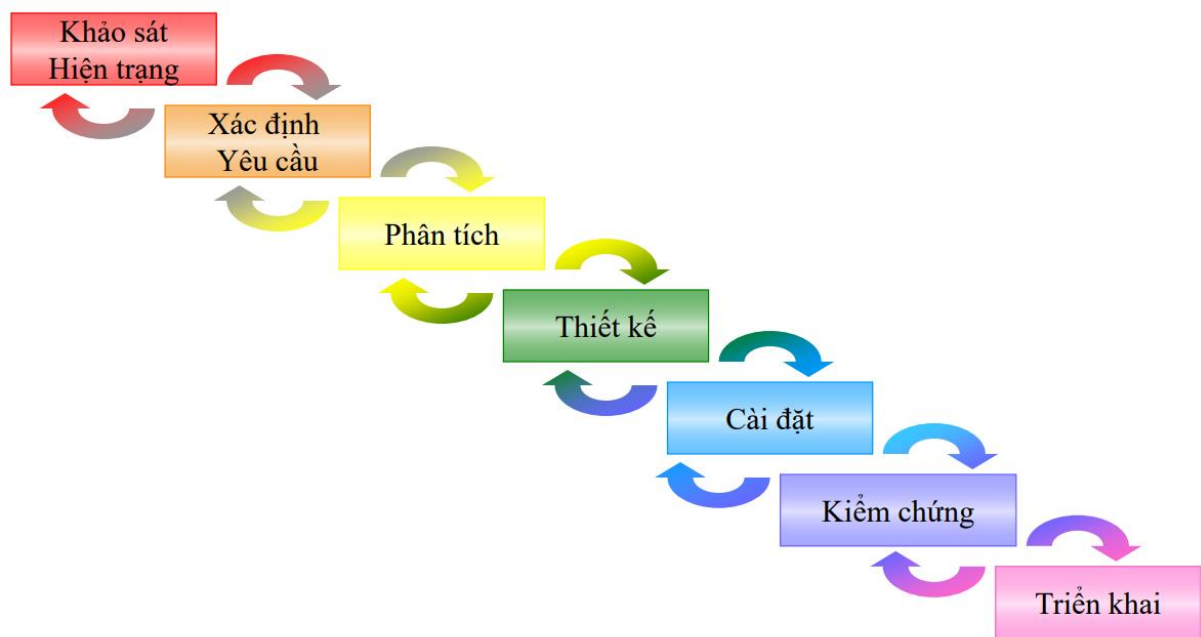 Khảo sát
Hiện trạng
Xác định
Yêu cầu
Phân tích
Thiết kế
Cài đặt
Kiểm chứng
Triển khai